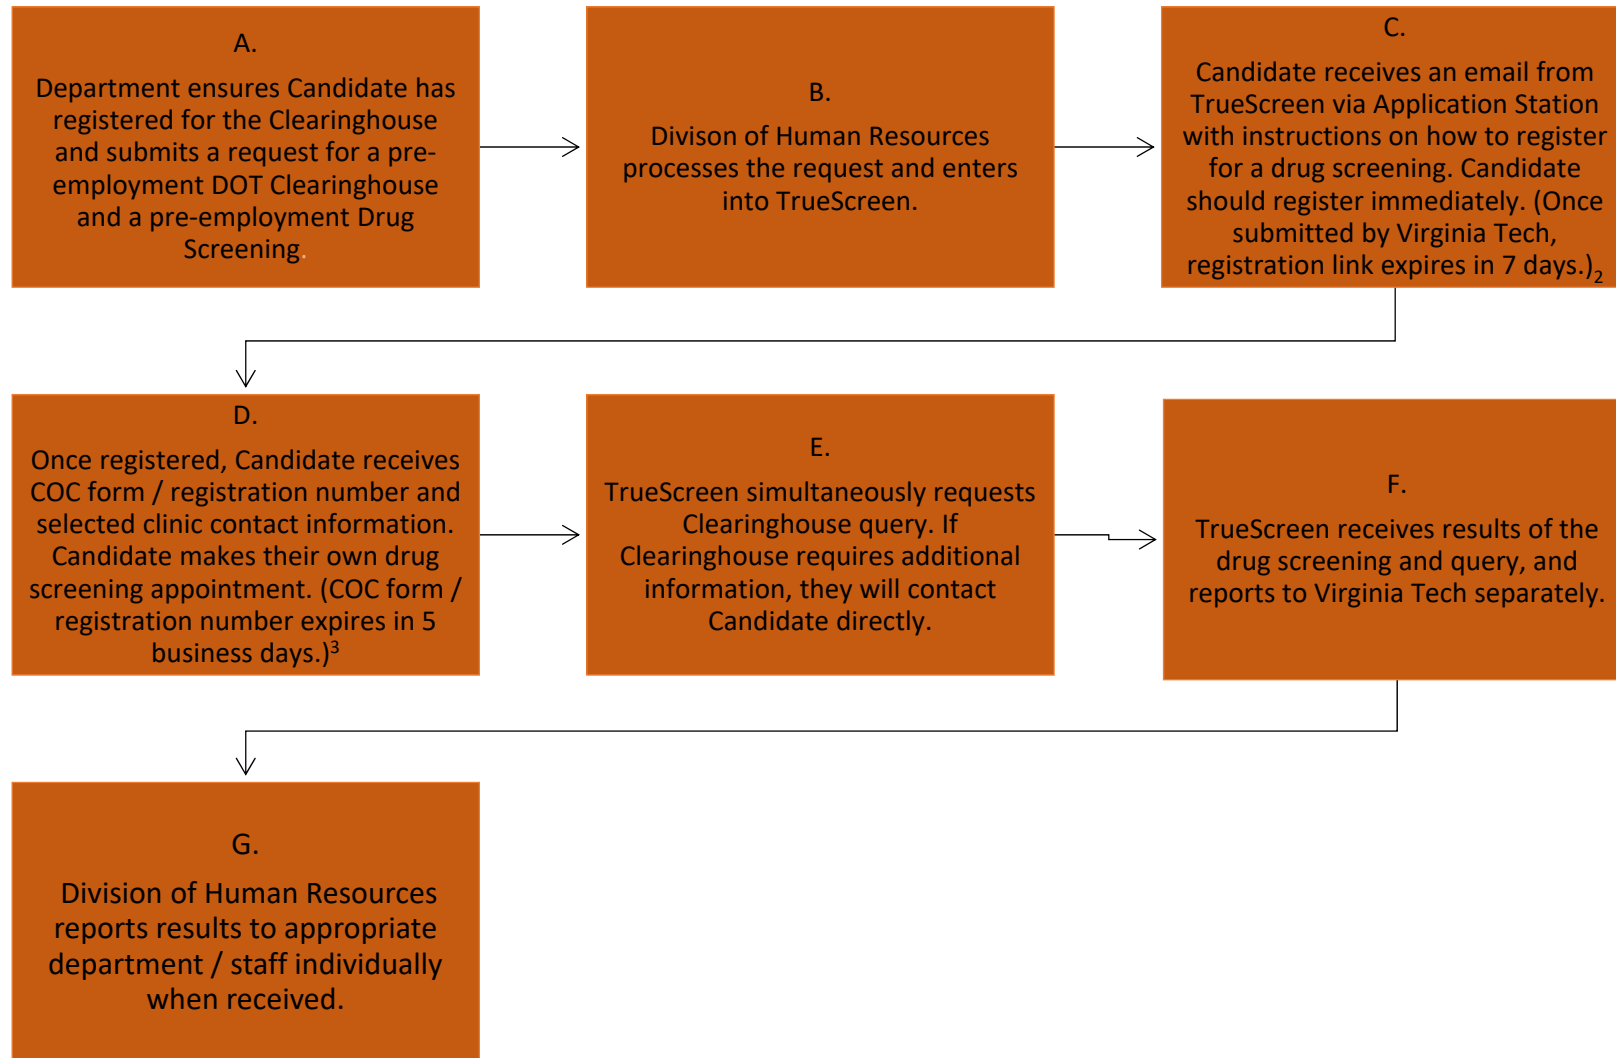 A.
Department ensures Candidate has
registered for the Clearinghouse
and submits a request for a pre-
employment DOT Clearinghouse
and a pre-employment Drug
Screening.
B.
Divison of Human Resources
processes the request and enters
into TrueScreen.
C.
Candidate receives an email from
TrueScreen via Application Station
with instructions on how to register
for a drug screening. Candidate
should register immediately. (Once
submitted by Virginia Tech,
registration link expires in 7 days.)₂
D.
Once registered, Candidate receives
COC form / registration number and
selected clinic contact information.
Candidate makes their own drug
screening appointment. (COC form /
registration number expires in 5
business days.)³
E.
TrueScreen simultaneously requests
Clearinghouse query. If
Clearinghouse requires additional
information, they will contact
Candidate directly.
F.
TrueScreen receives results of the
drug screening and query, and
reports to Virginia Tech separately.
G.
Division of Human Resources
reports results to appropriate
department / staff individually
when received.